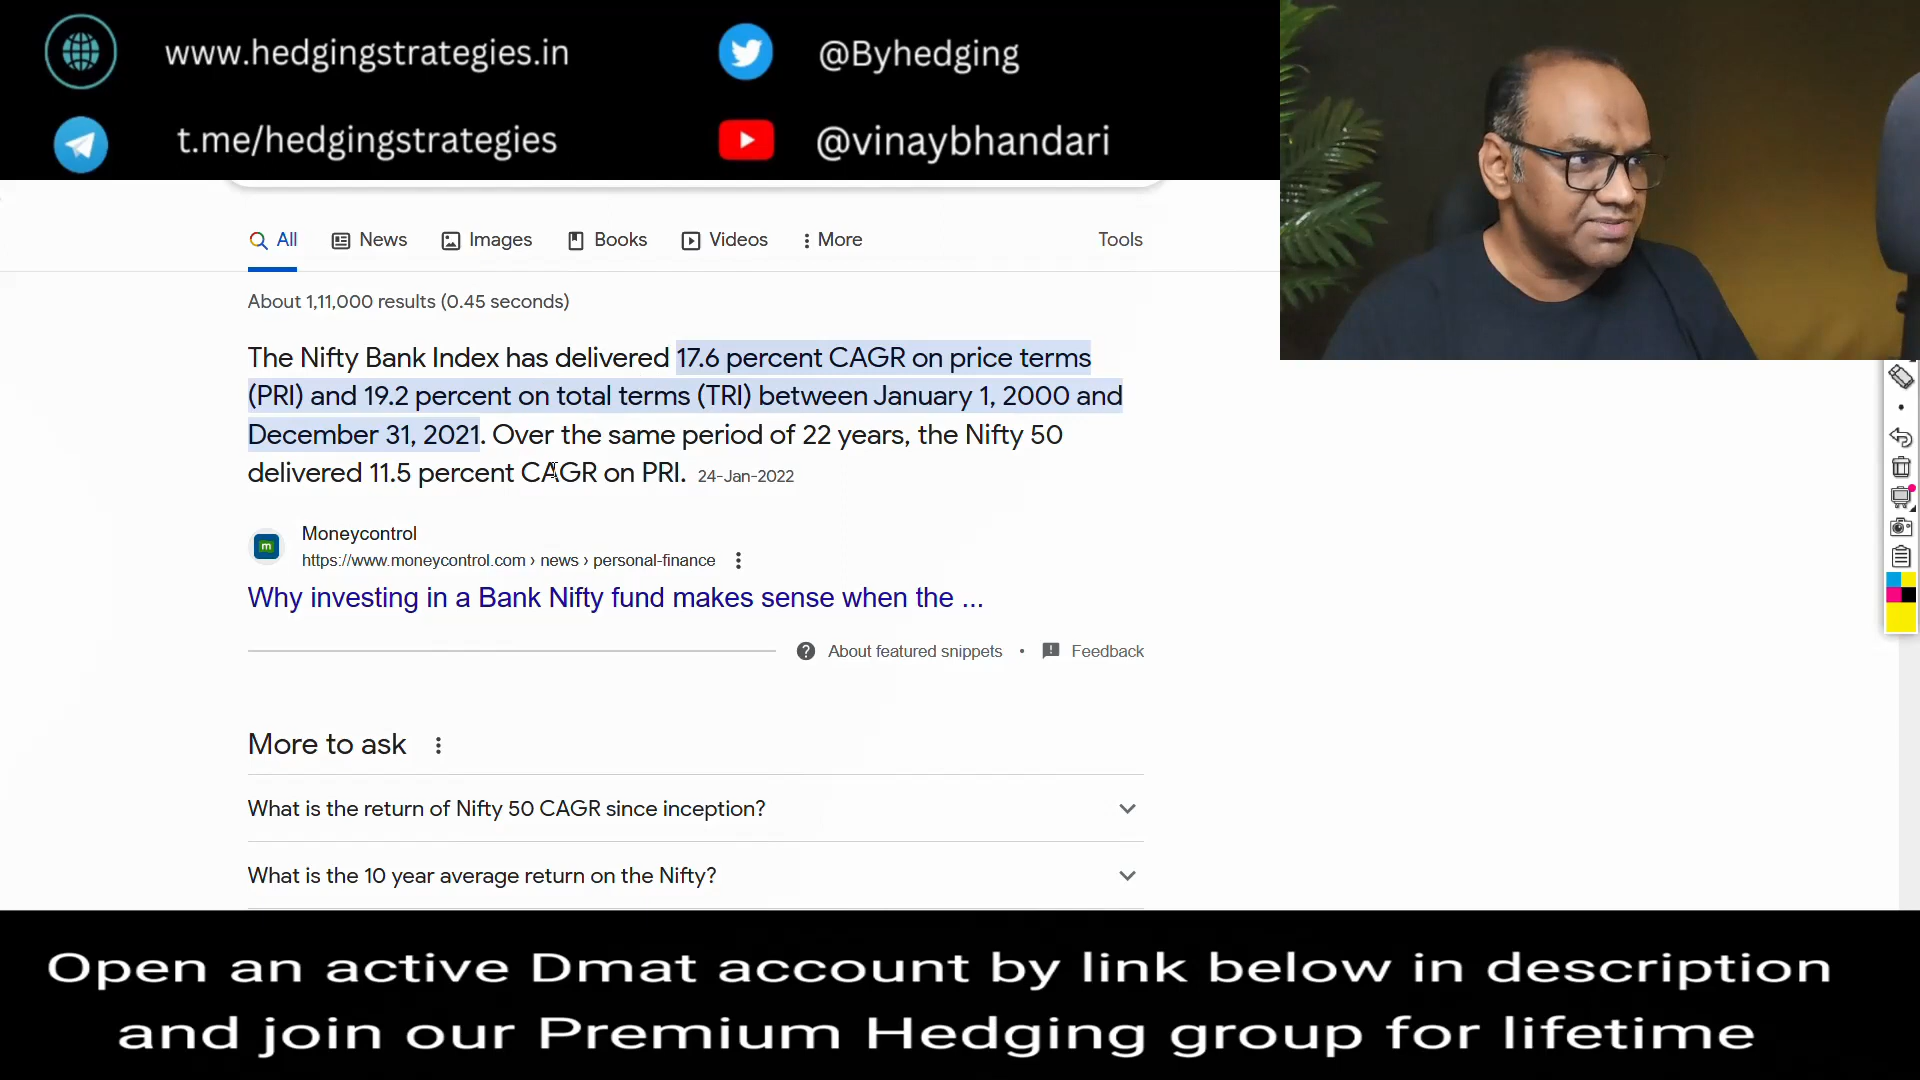 www.hedgingstrategies.in
@Byhedging
t.me/hedgingstrategies
@vinaybhandari
All
News
Images
Books
Videos
More
Tools
About 1,11,000 results (0.45 seconds)
The Nifty Bank Index has delivered 17.6 percent CAGR on price terms
(PRI) and 19.2 percent on total terms (TRI) between January 1, 2000 and
December 31, 2021. Over the same period of 22 years, the Nifty 50
delivered 11.5 percent CAGR on PRI. 24-Jan-2022
m
Moneycontrol
https://www.moneycontrol.com › news › personal-finance
Why investing in a Bank Nifty fund makes sense when the ...
About featured snippets • Feedback
More to ask
What is the return of Nifty 50 CAGR since inception?
What is the 10 year average return on the Nifty?
Open an active Dmat account by link below in description
and join our Premium Hedging group for lifetime